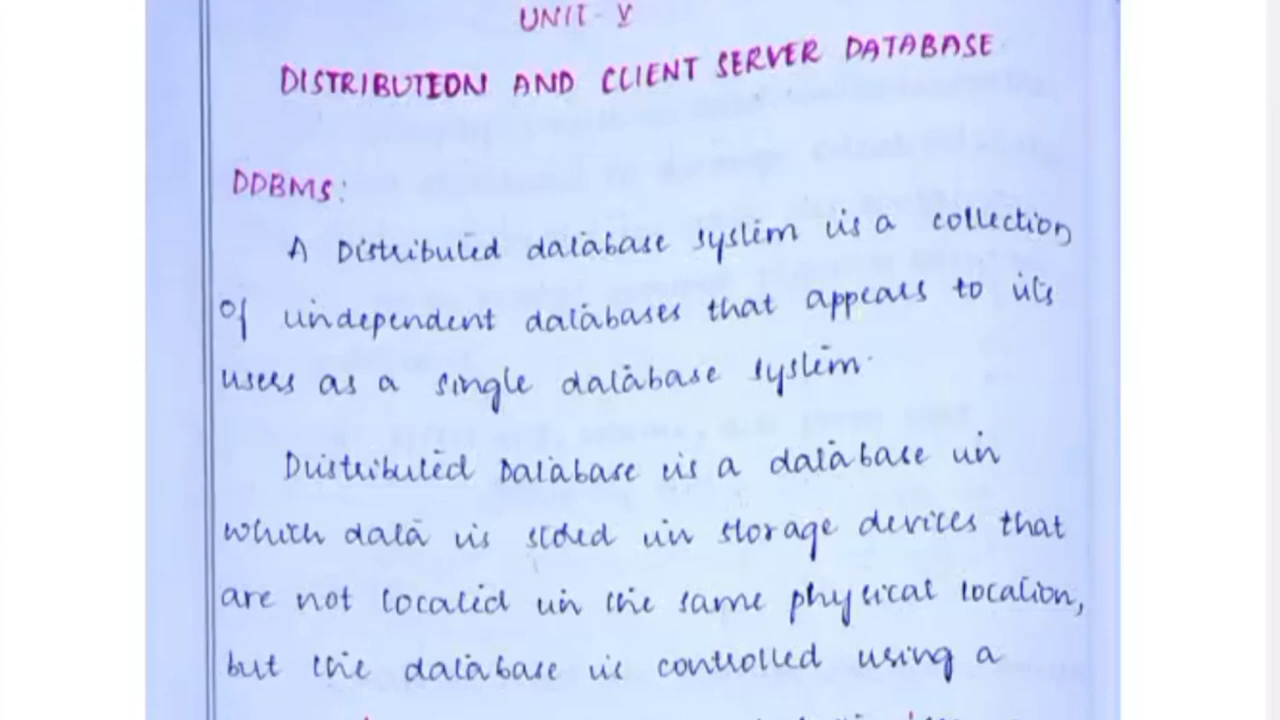 UNIT - V
DISTRIBUTION AND CLIENT SERVER DATABASE
DDBMS:
A Distributed database system is a collection
of independent databases that appears to its
users as a single database system.
Distributed Database is a database in
which data is stored in storage devices that
are not located in the same physical location,
but the database is controlled using a